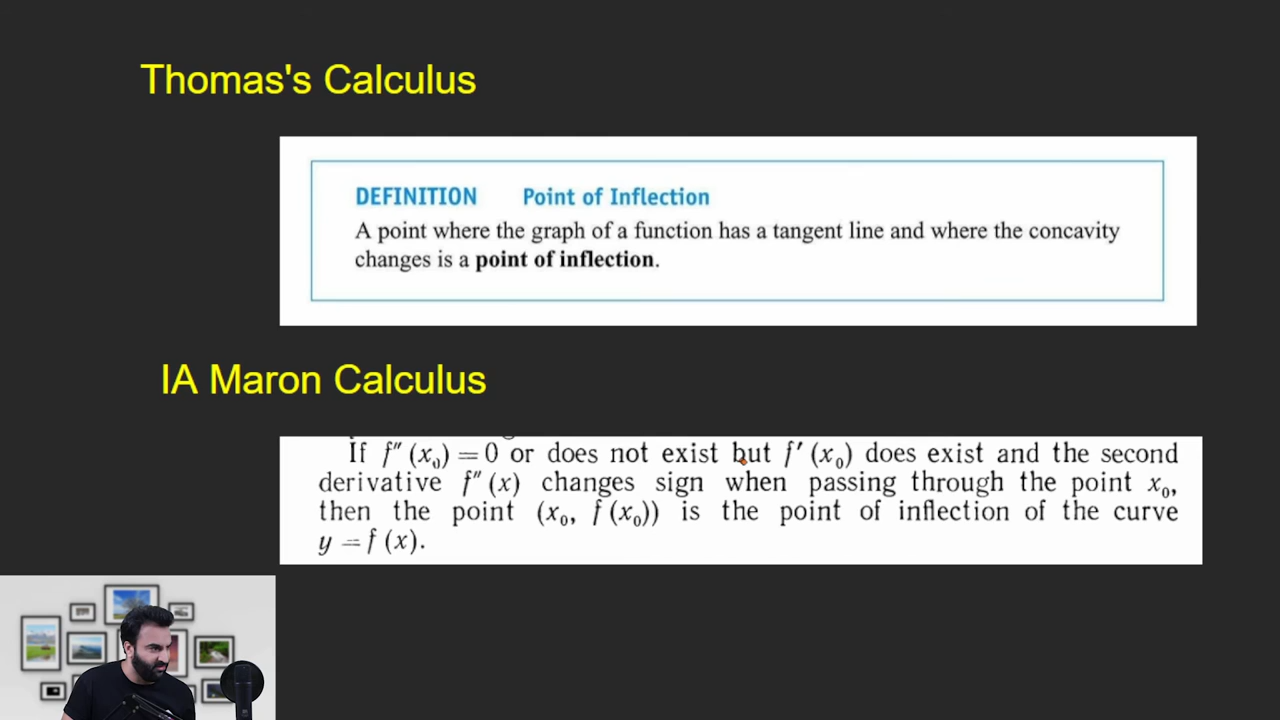 Thomas's Calculus
DEFINITION Point of Inflection
A point where the graph of a function has a tangent line and where the concavity
changes is a point of inflection.
IA Maron Calculus
If f″ (x₀) = 0 or does not exist but f′ (x₀) does exist and the second
derivative f″ (x) changes sign when passing through the point x₀,
then the point (x₀, f (x₀)) is the point of inflection of the curve
y = f (x).